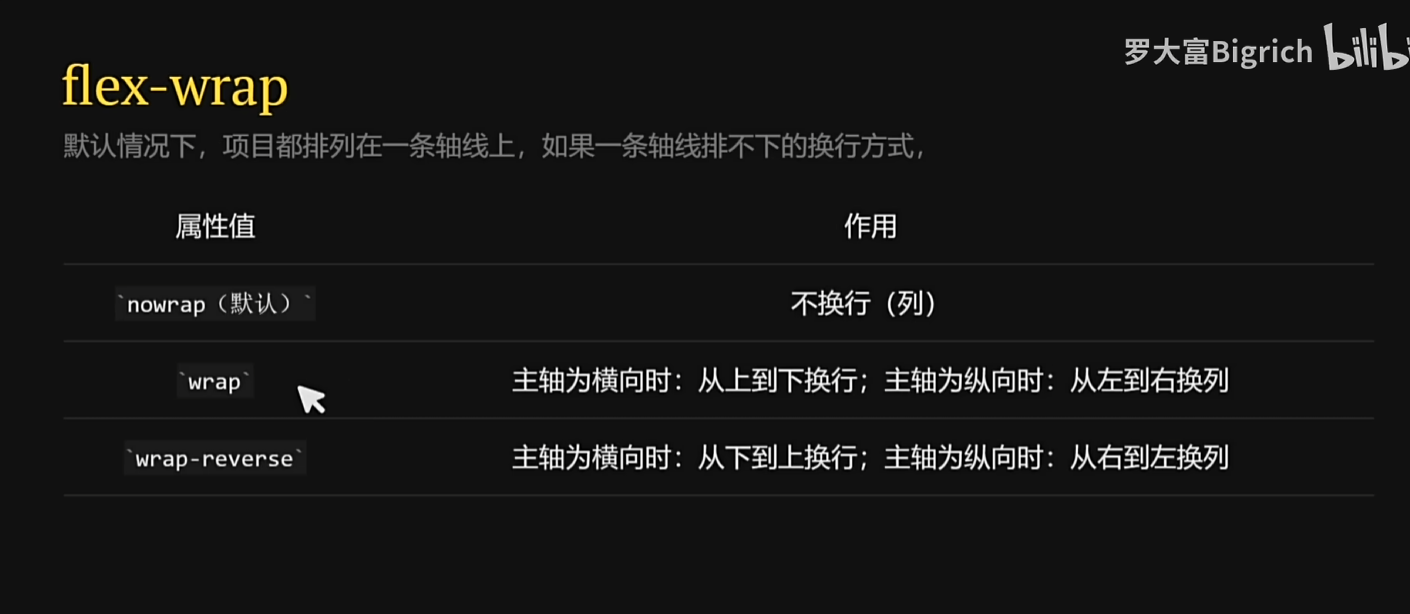 罗大富Bigrich bilibi
flex-wrap
默认情况下，项目都排列在一条轴线上，如果一条轴线排不下的换行方式，
属性值 作用
`nowrap（默认）` 不换行（列）
`wrap` 主轴为横向时：从上到下换行；主轴为纵向时：从左到右换列
`wrap-reverse` 主轴为横向时：从下到上换行；主轴为纵向时：从右到左换列